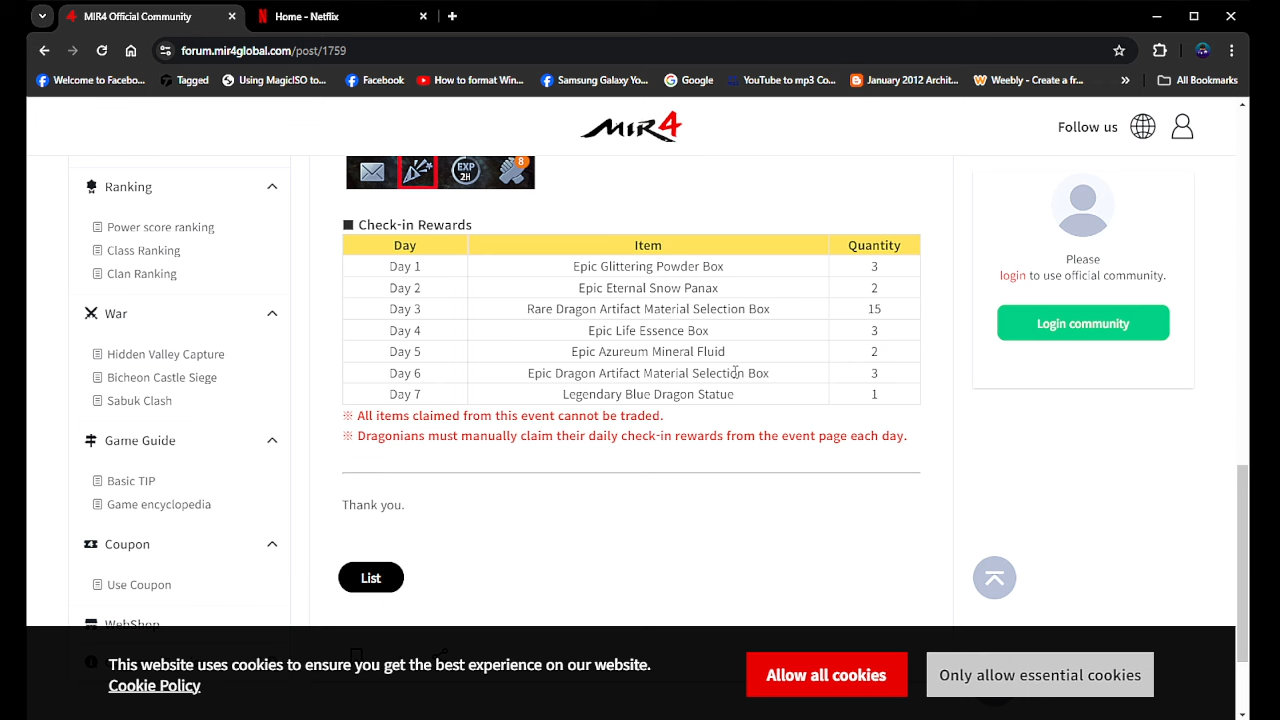 MIR4 Official Community
Home - Netflix
forum.mir4global.com/post/1759
Welcome to Facebo...
Tagged
Using MagicISO to...
Facebook
How to format Win...
Samsung Galaxy Yo...
Google
YouTube to mp3 Co...
January 2012 Archit...
Weebly - Create a fr...
All Bookmarks
MIR4
Follow us
EXP
2H
8
Ranking
Power score ranking
Class Ranking
Clan Ranking
War
Hidden Valley Capture
Bicheon Castle Siege
Sabuk Clash
Game Guide
Basic TIP
Game encyclopedia
Coupon
Use Coupon
WebShop
■ Check-in Rewards
Day Item Quantity
Day 1 Epic Glittering Powder Box 3
Day 2 Epic Eternal Snow Panax 2
Day 3 Rare Dragon Artifact Material Selection Box 15
Day 4 Epic Life Essence Box 3
Day 5 Epic Azureum Mineral Fluid 2
Day 6 Epic Dragon Artifact Material Selection Box 3
Day 7 Legendary Blue Dragon Statue 1
※ All items claimed from this event cannot be traded.
※ Dragonians must manually claim their daily check-in rewards from the event page each day.
Thank you.
List
Please
login to use official community.
Login community
This website uses cookies to ensure you get the best experience on our website.
Cookie Policy
Allow all cookies
Only allow essential cookies